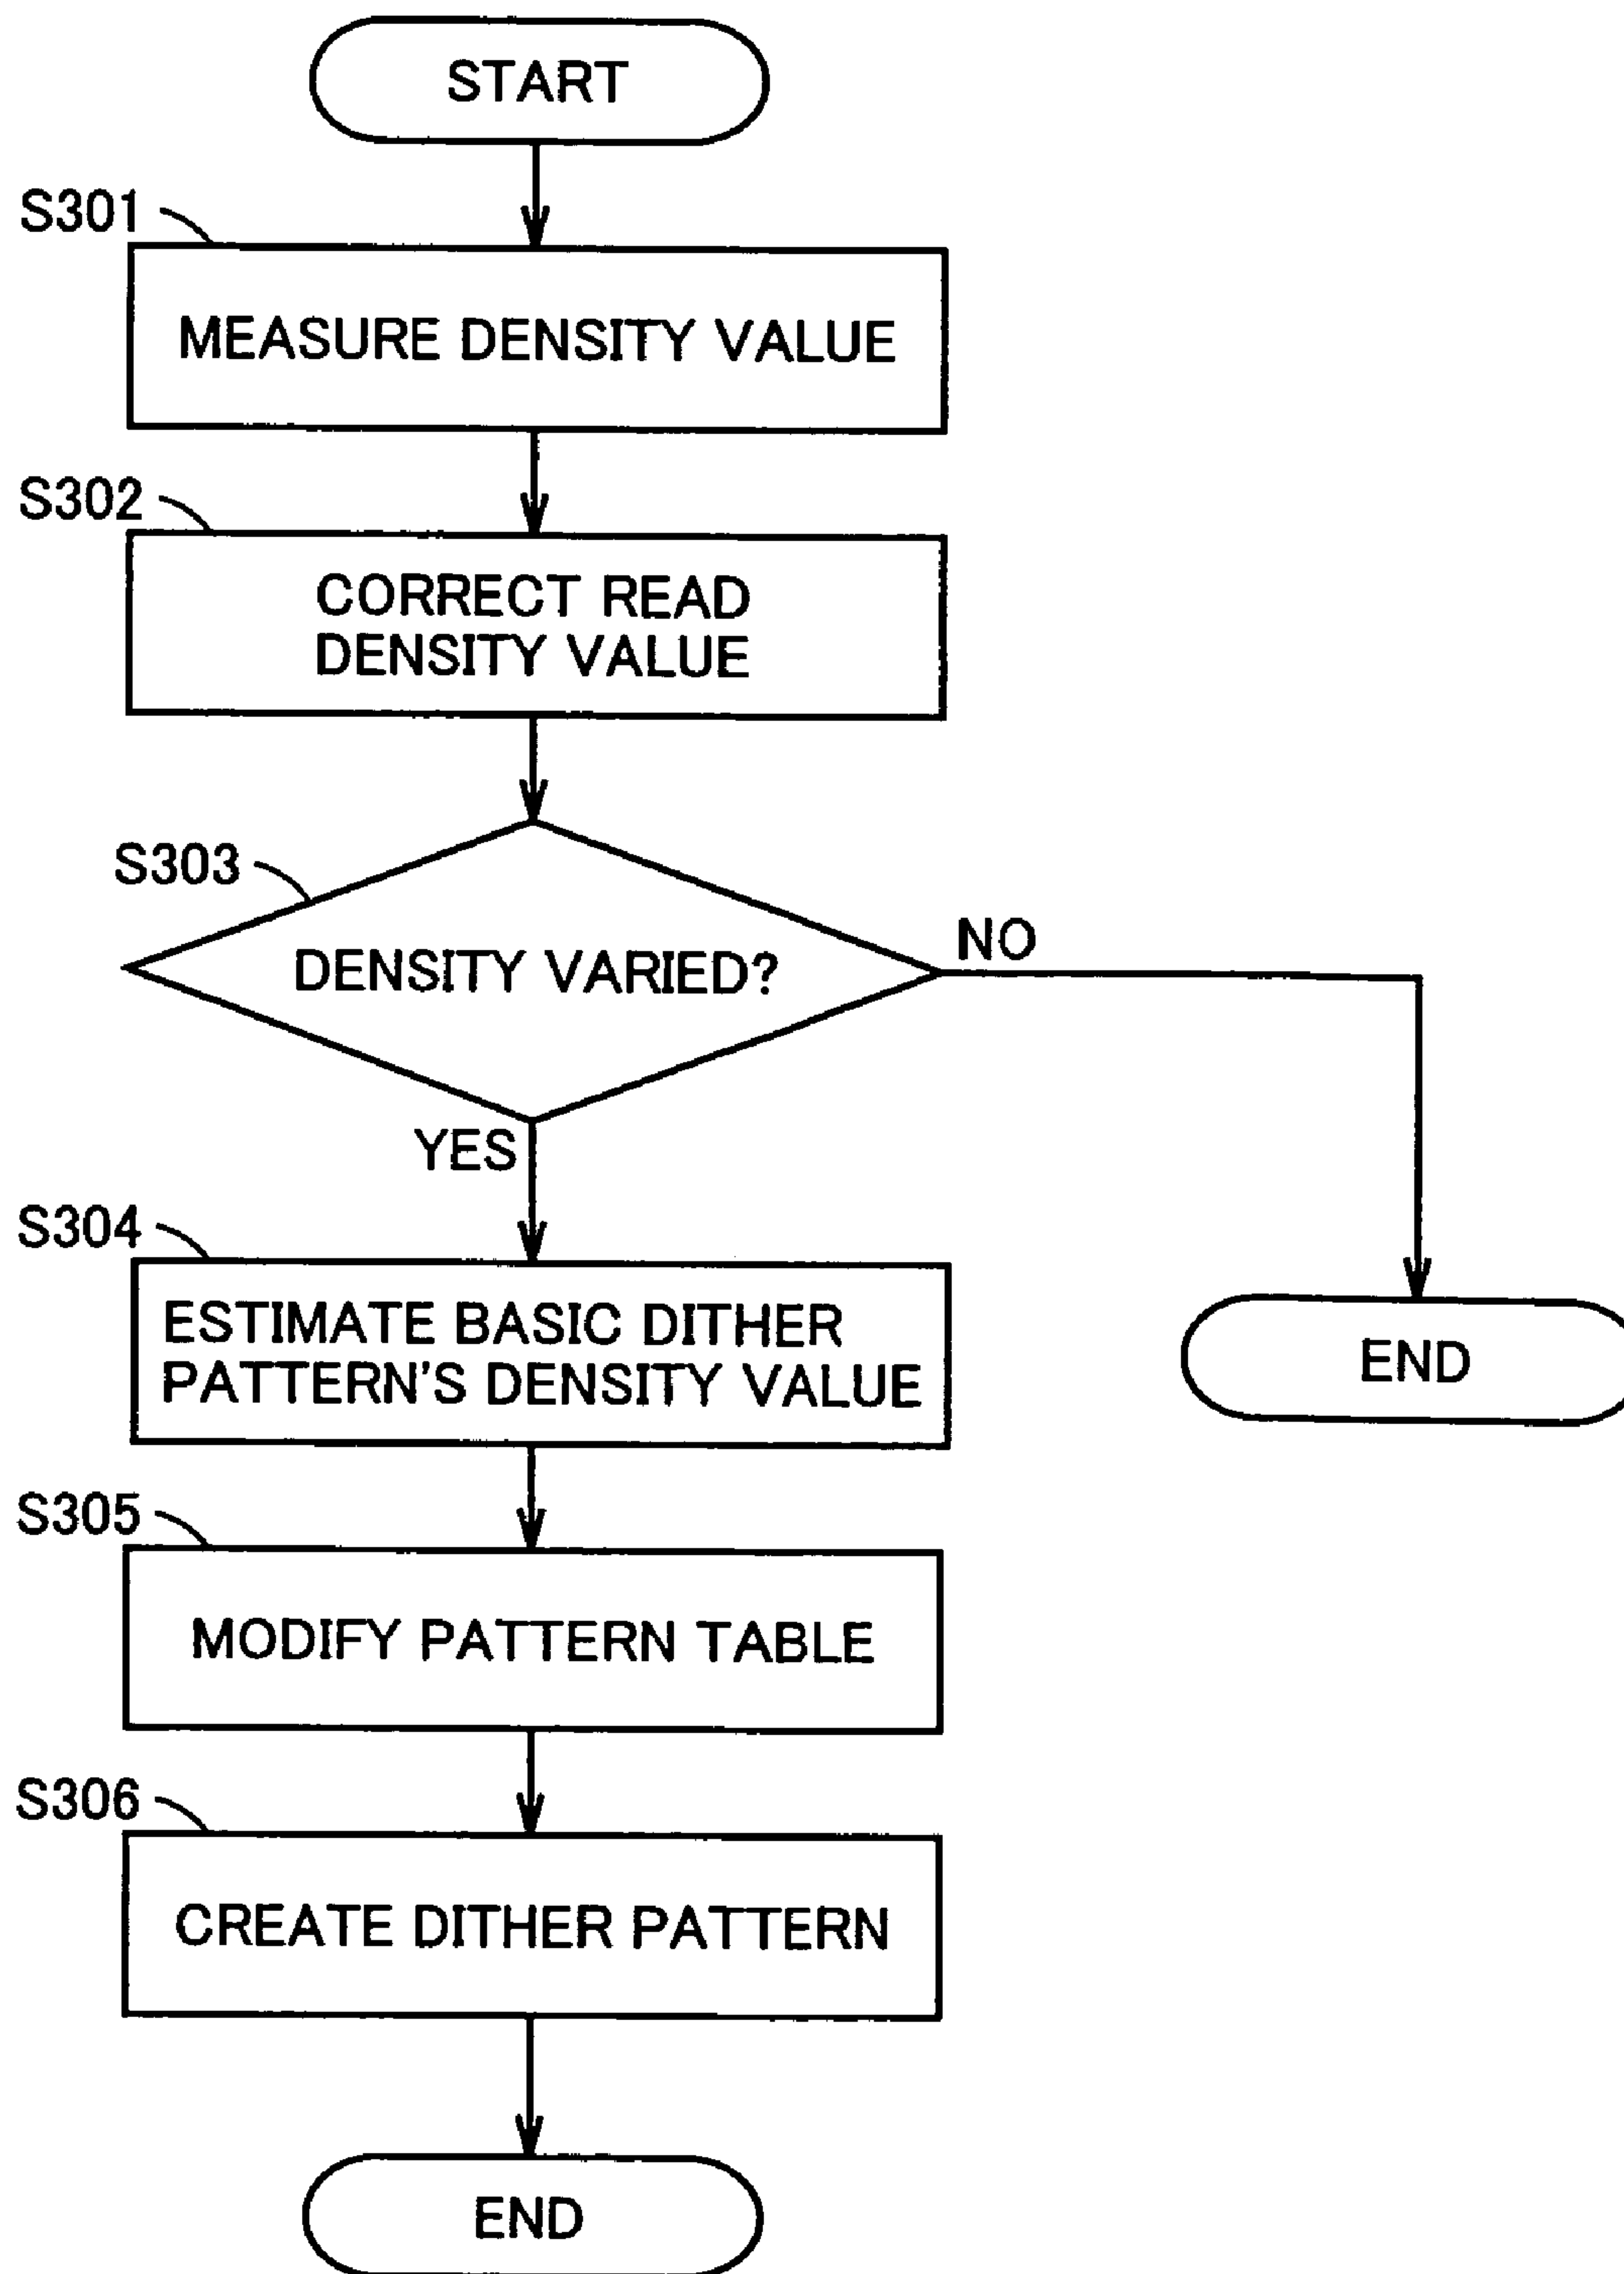 START
S301
MEASURE DENSITY VALUE
S302
CORRECT READ
DENSITY VALUE
S303
DENSITY VARIED?
NO
YES
S304
ESTIMATE BASIC DITHER
PATTERN'S DENSITY VALUE
END
S305
MODIFY PATTERN TABLE
S306
CREATE DITHER PATTERN
END